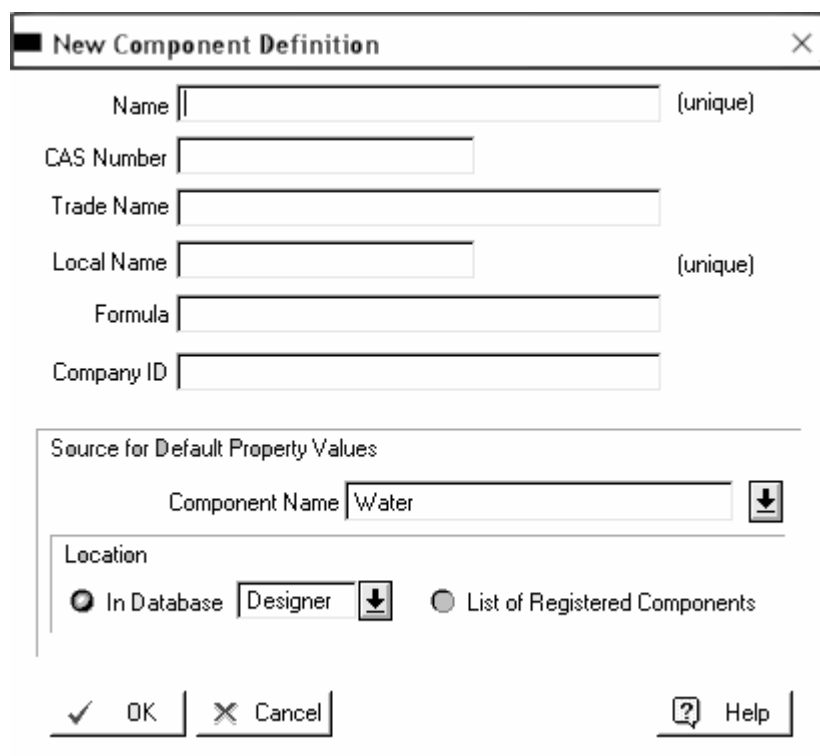 New Component Definition
Name (unique)
CAS Number
Trade Name
Local Name (unique)
Formula
Company ID
Source for Default Property Values
Component Name Water
Location
In Database Designer List of Registered Components
OK Cancel Help